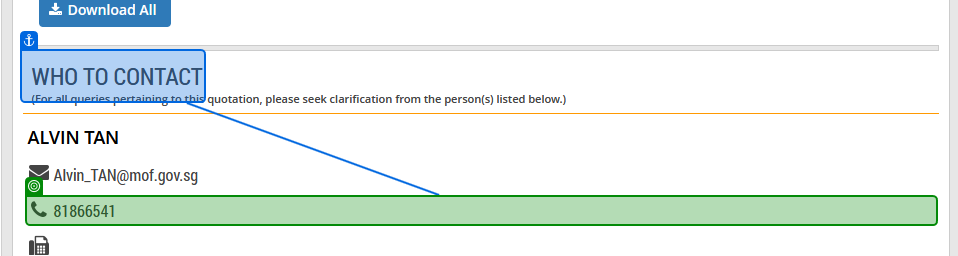 Download All
WHO TO CONTACT
(For all queries pertaining to this quotation, please seek clarification from the person(s) listed below.)
ALVIN TAN
Alvin_TAN@mof.gov.sg
81866541